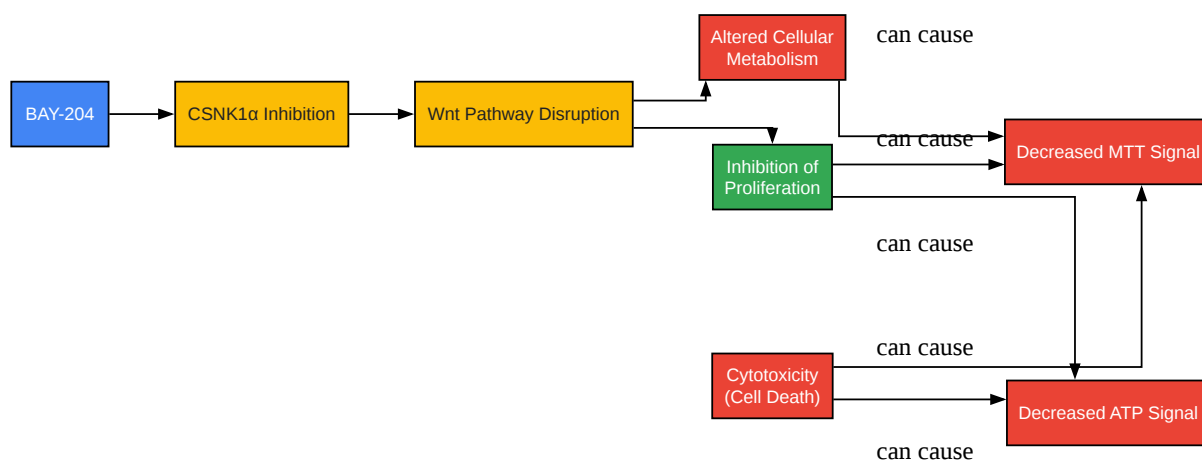 BAY-204
CSNK1α Inhibition
Wnt Pathway Disruption
Altered Cellular
Metabolism
can cause
can cause
Inhibition of
Proliferation
Decreased MTT Signal
can cause
can cause
Cytotoxicity
(Cell Death)
Decreased ATP Signal
can cause